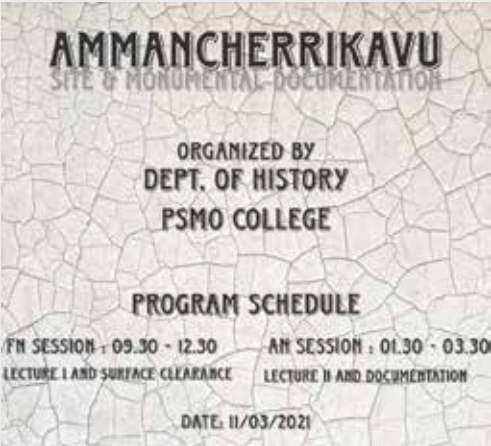 AMMANCHERRIKAVU
SITE & MONUMENTAL DOCUMENTATION
ORGANIZED BY
DEPT. OF HISTORY
PSMO COLLEGE
PROGRAM SCHEDULE
FN SESSION : 09.30 - 12.30 AN SESSION : 01.30 - 03.30
LECTURE I AND SURFACE CLEARANCE LECTURE II AND DOCUMENTATION
DATE: 11/03/2021